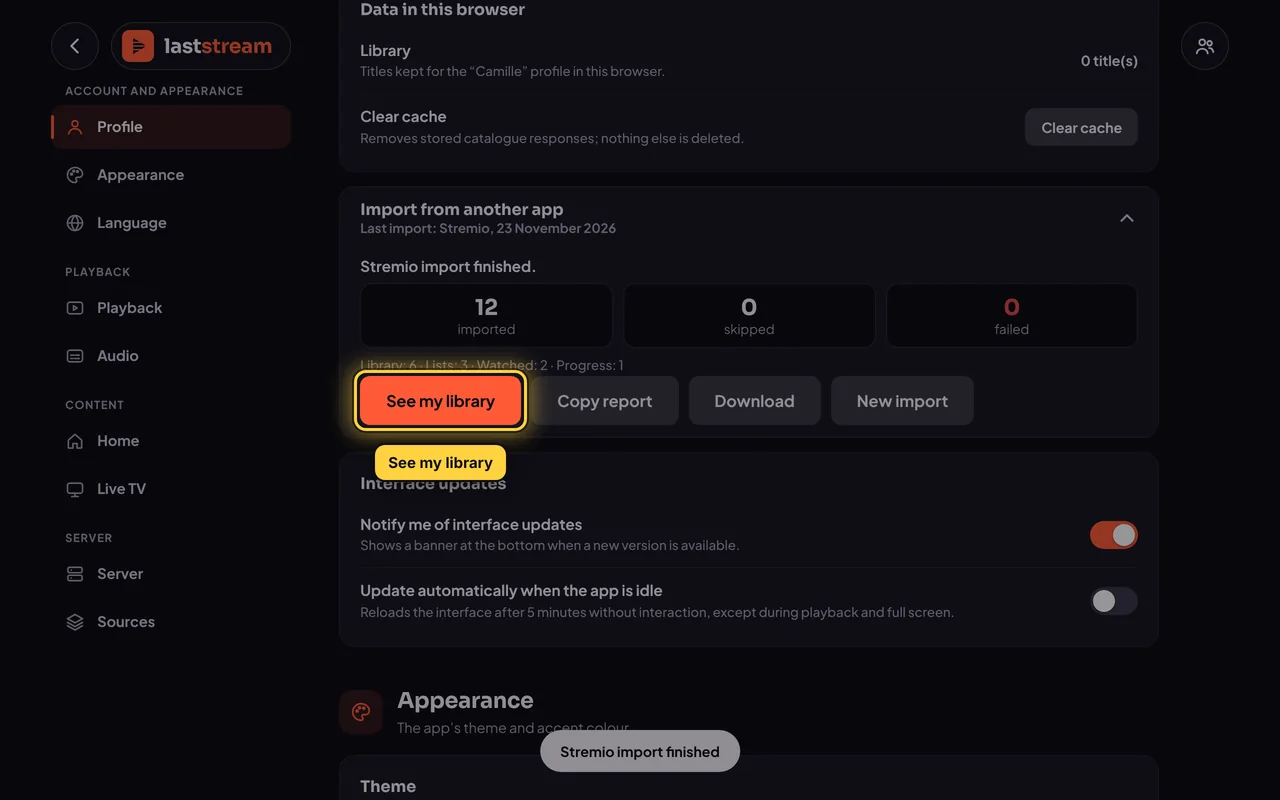 laststream
ACCOUNT AND APPEARANCE
Profile
Appearance
Language
PLAYBACK
Playback
Audio
CONTENT
Home
Live TV
SERVER
Server
Sources
Data in this browser
Library
Titles kept for the “Camille” profile in this browser.
0 title(s)
Clear cache
Removes stored catalogue responses; nothing else is deleted.
Clear cache
Import from another app
Last import: Stremio, 23 November 2026
Stremio import finished.
12
imported
0
skipped
0
failed
Library: 6 · Lists: 3 · Watched: 2 · Progress: 1
See my library
Copy report
Download
New import
See my library
Interface updates
Notify me of interface updates
Shows a banner at the bottom when a new version is available.
Update automatically when the app is idle
Reloads the interface after 5 minutes without interaction, except during playback and full screen.
Appearance
The app's theme and accent colour.
Stremio import finished
Theme